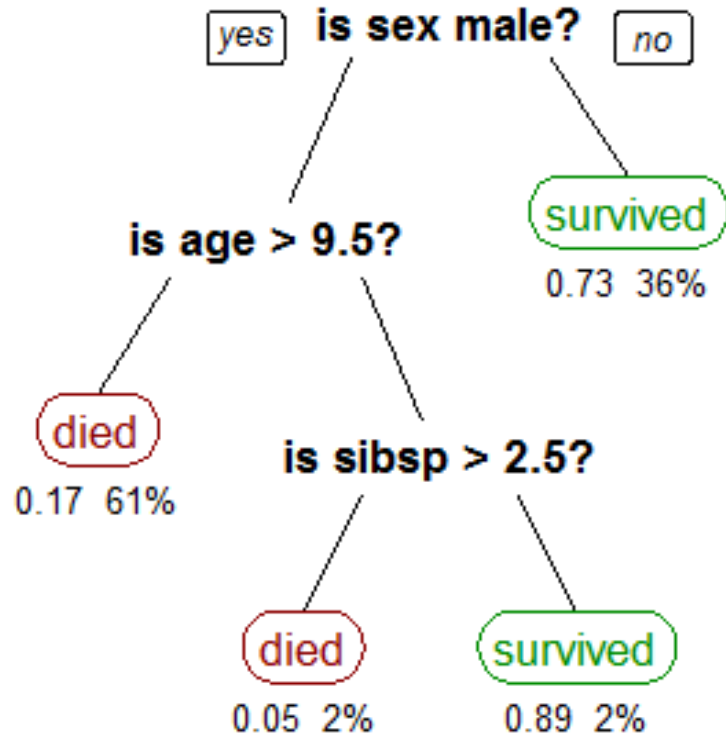 yes is sex male? no
survived
0.73 36%
is age > 9.5?
died
0.17 61%
is sibsp > 2.5?
died survived
0.05 2% 0.89 2%